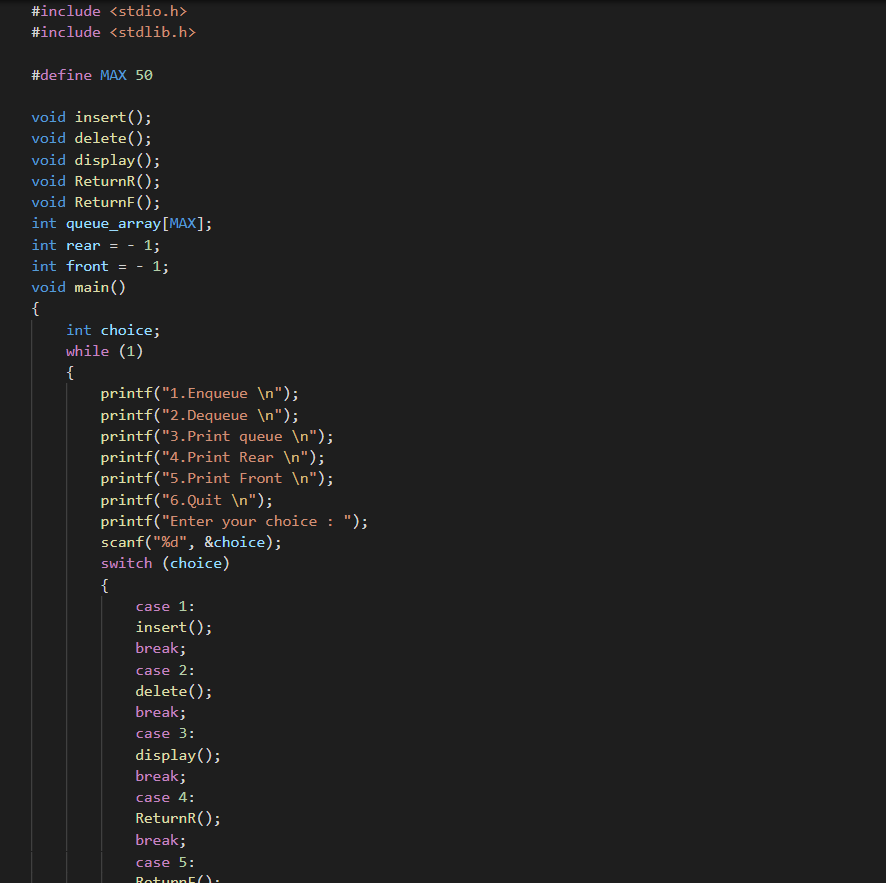 #include <stdio.h>
#include <stdlib.h>
#define MAX 50
void insert();
void delete();
void display();
void ReturnR();
void ReturnF();
int queue_array[MAX];
int rear = - 1;
int front = - 1;
void main()
{
int choice;
while (1)
{
printf("1.Enqueue \n");
printf("2.Dequeue \n");
printf("3.Print queue \n");
printf("4.Print Rear \n");
printf("5.Print Front \n");
printf("6.Quit \n");
printf("Enter your choice : ");
scanf("%d", &choice);
switch (choice)
{
case 1:
insert();
break;
case 2:
delete();
break;
case 3:
display();
break;
case 4:
ReturnR();
break;
case 5:
ReturnF();